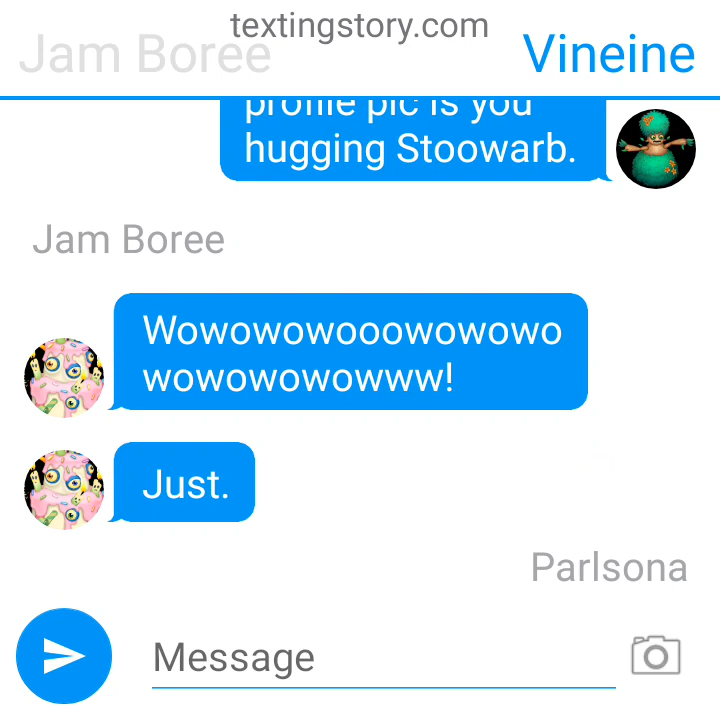 textingstory.com
Jam Boree
Vineine
profile pic is you
hugging Stoowarb.
Jam Boree
Wowowowooowowowo
wowowowowww!
Just.
Parlsona
Message